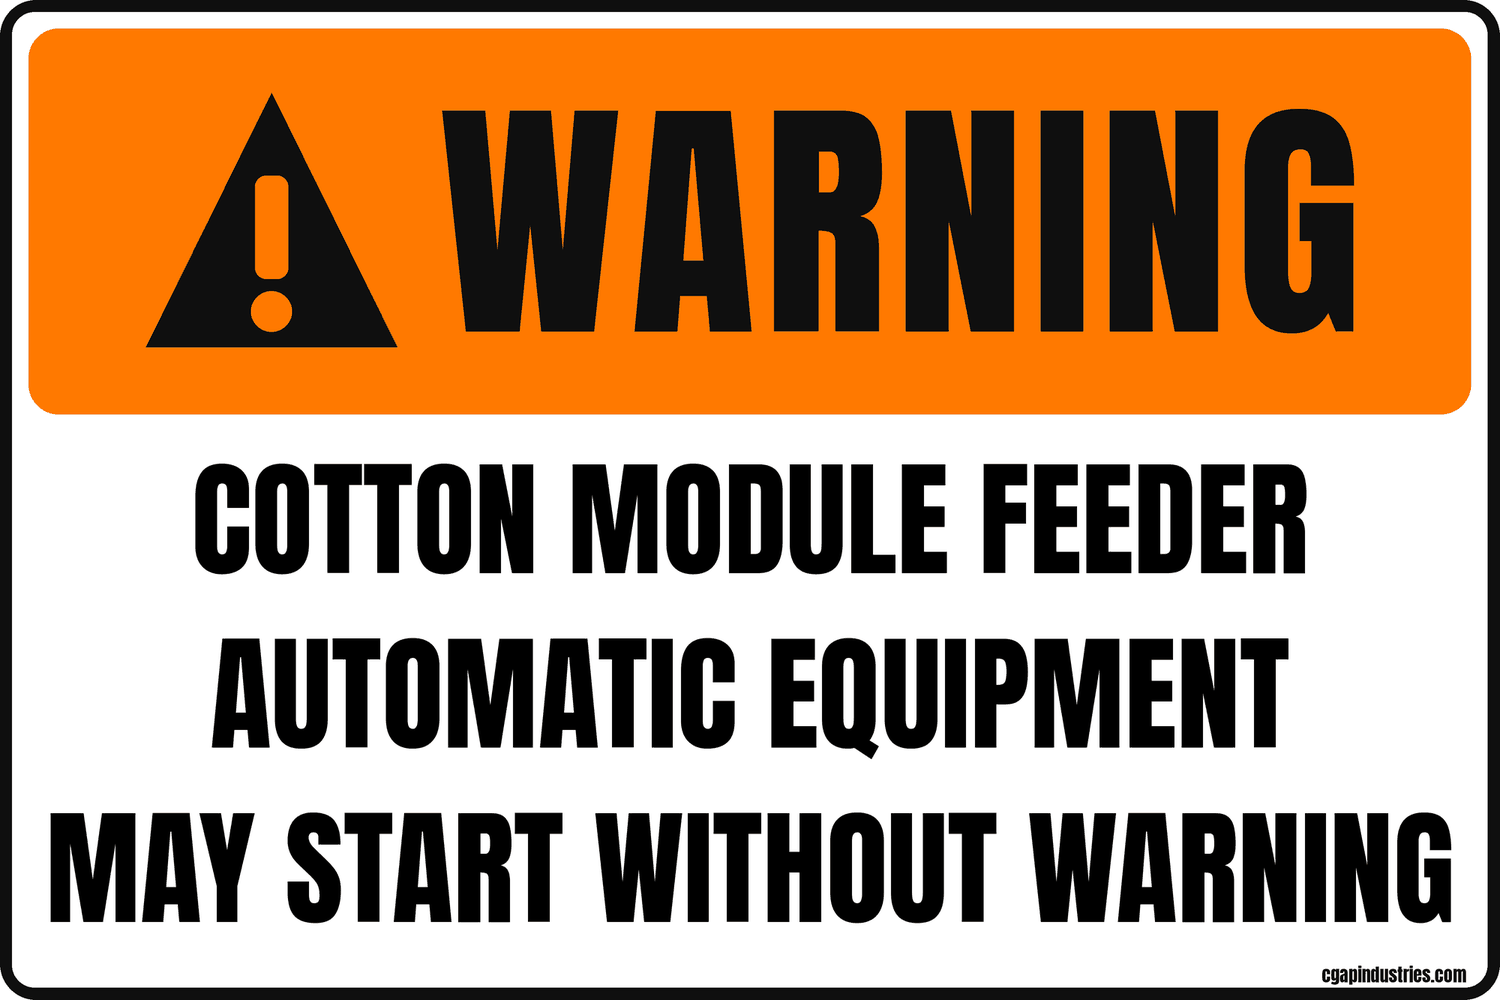 WARNING
COTTON MODULE FEEDER
AUTOMATIC EQUIPMENT
MAY START WITHOUT WARNING
cgapindustries.com